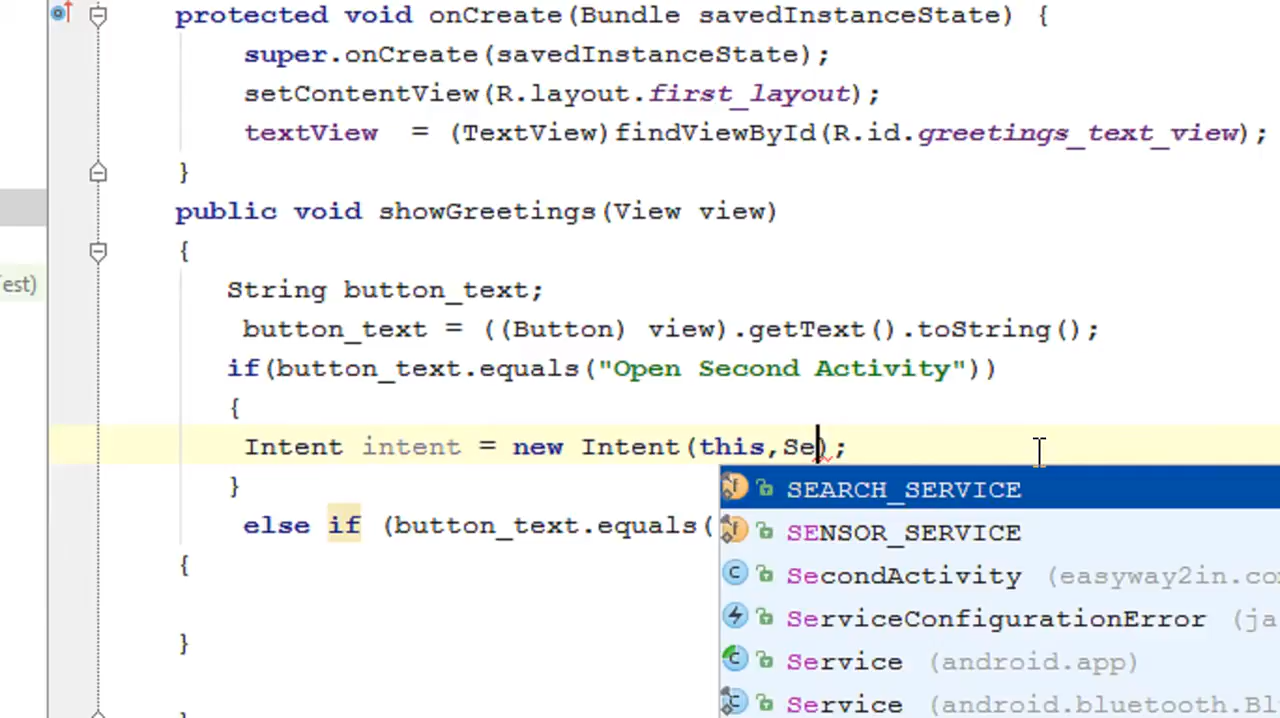 protected void onCreate(Bundle savedInstanceState) {
super.onCreate(savedInstanceState);
setContentView(R.layout.first_layout);
textView = (TextView)findViewById(R.id.greetings_text_view);
}
public void showGreetings(View view)
{
est)
String button_text;
button_text = ((Button) view).getText().toString();
if(button_text.equals("Open Second Activity"))
{
Intent intent = new Intent(this,Se);
}
SEARCH_SERVICE
else if (button_text.equals(
SENSOR_SERVICE
{
SecondActivity (easyway2in.co
ServiceConfigurationError (ja
}
Service (android.app)
Service (android.bluetooth.Bl